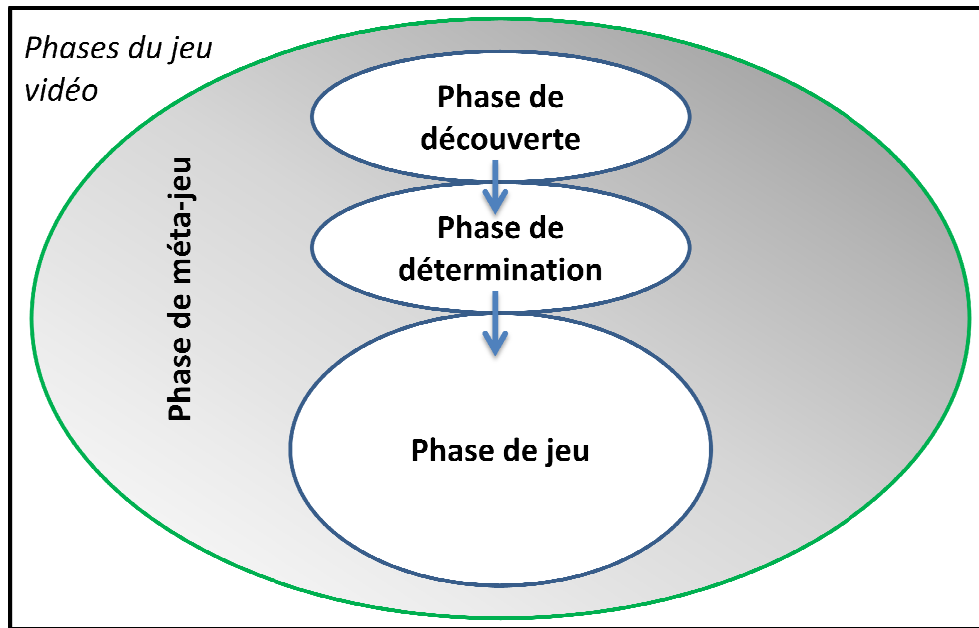 Phases du jeu
vidéo
Phase de méta-jeu
Phase de
découverte
Phase de
détermination
Phase de jeu